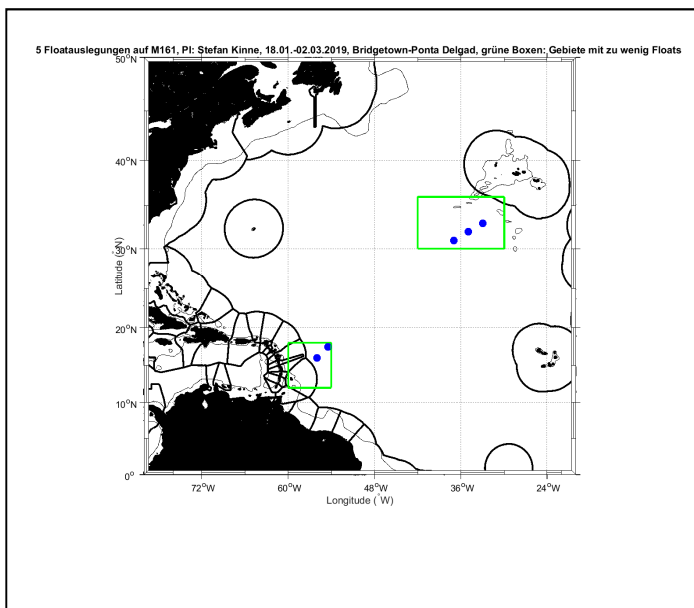 5 Floatauslegungen auf M161, PI: Stefan Kinne, 18.01.-02.03.2019, Bridgetown-Ponta Delgad, grüne Boxen: Gebiete mit zu wenig Floats
50°N
40°N
30°N
20°N
10°N
0°
Latitude (°N)
72°W 60°W 48°W 36°W 24°W
Longitude (°W)